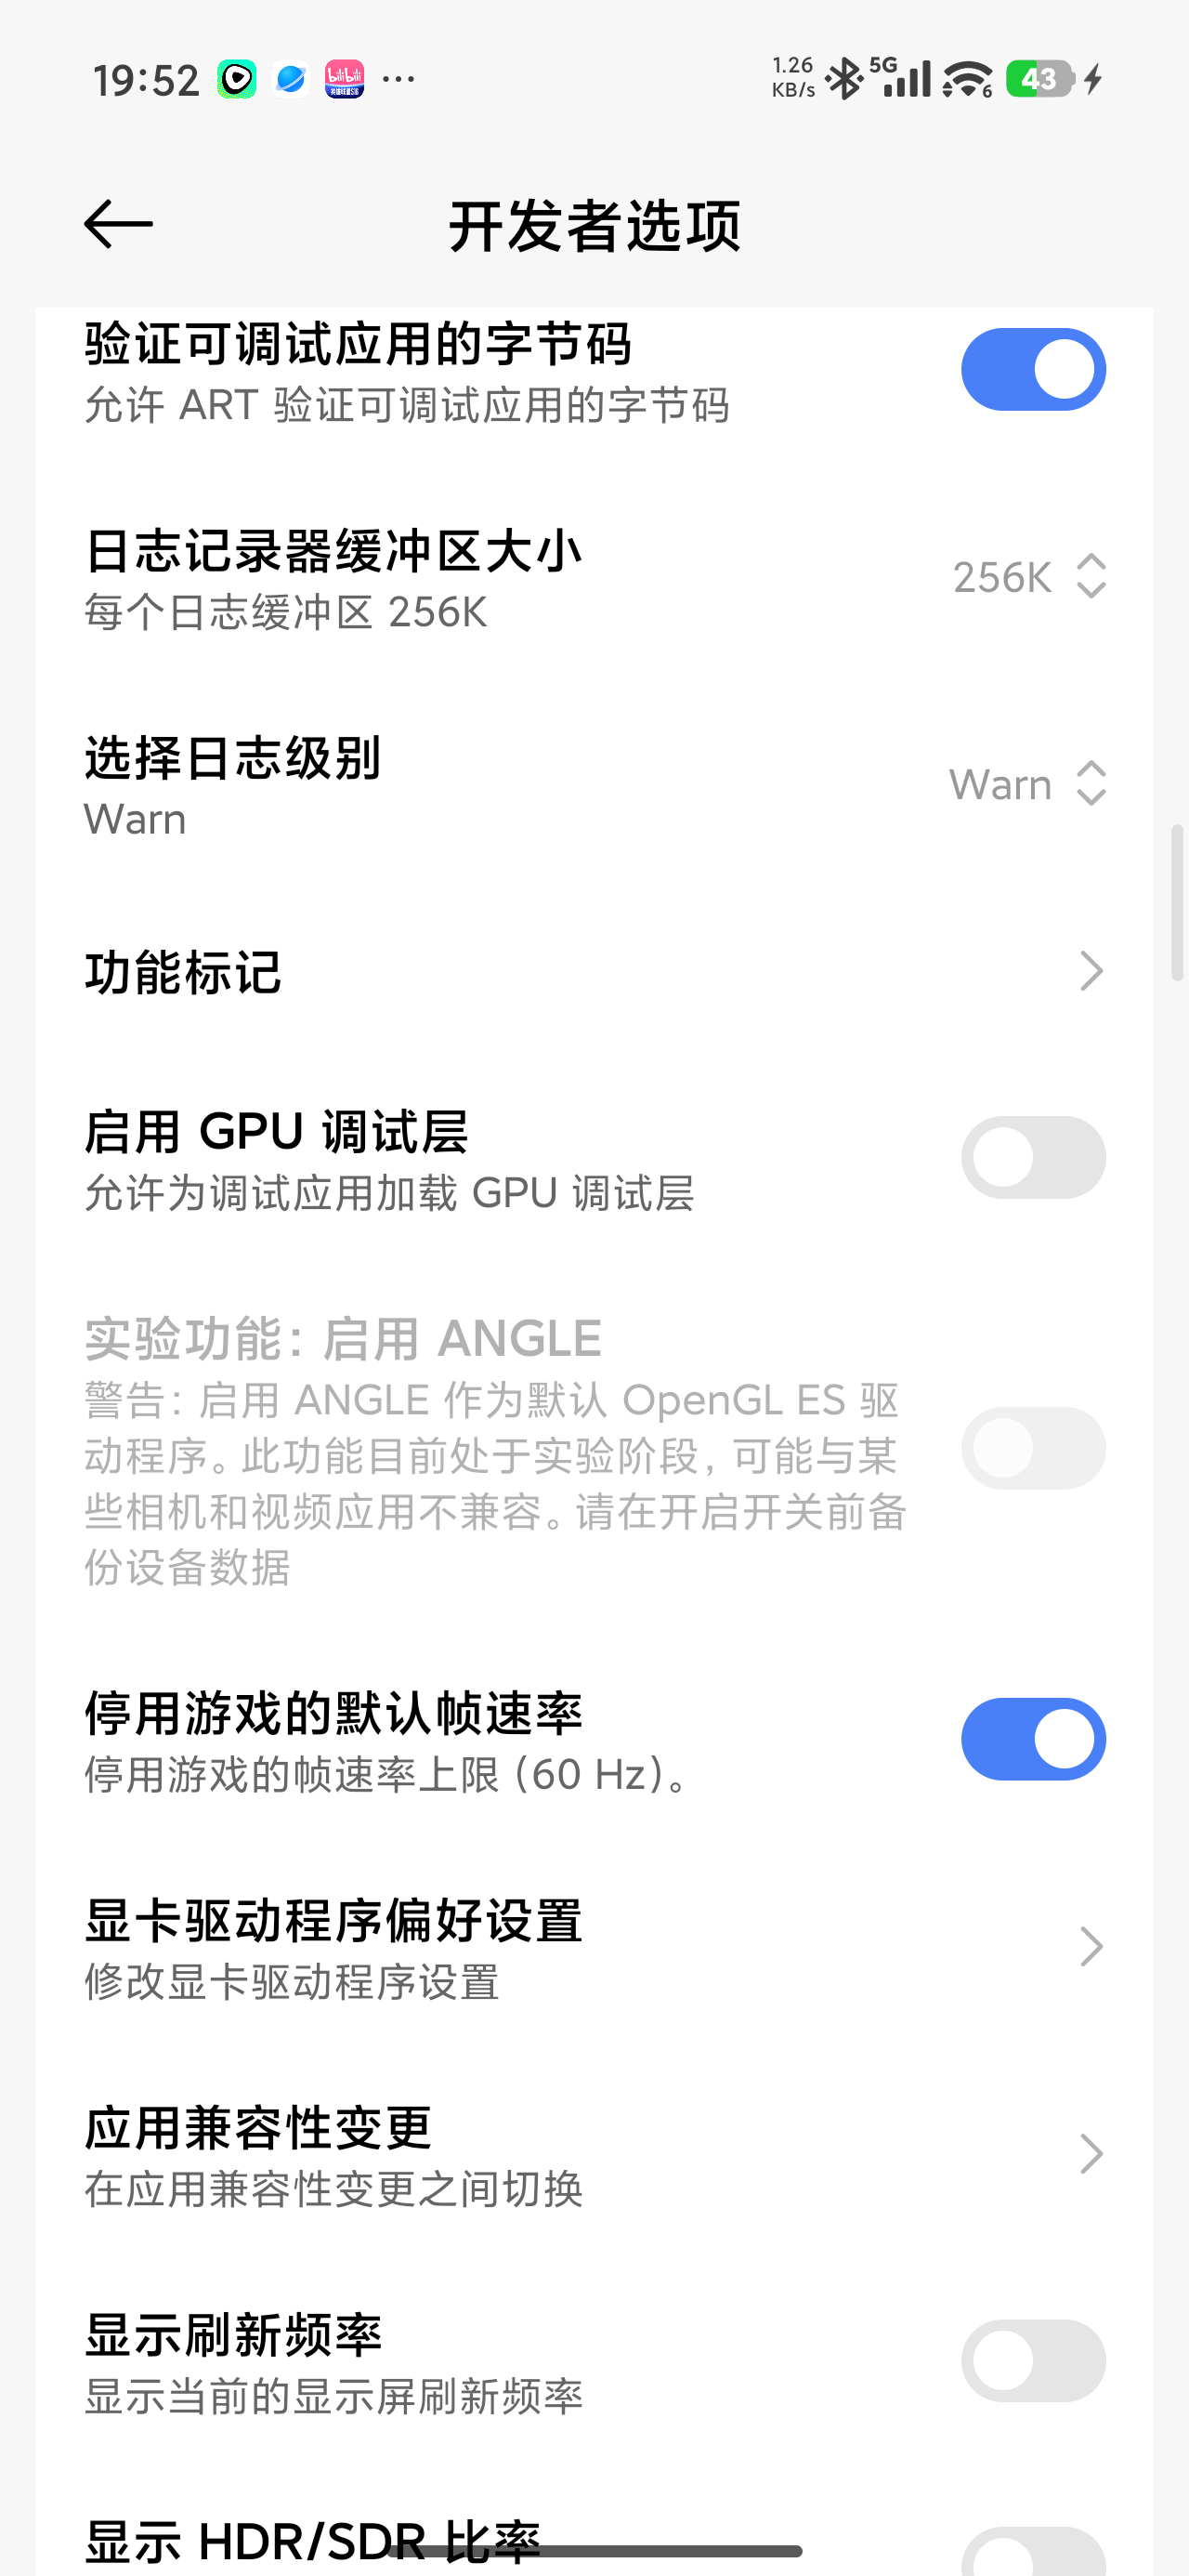 19:52
bilibili
...
1.26
KB/s
5G
6
43
开发者选项
验证可调试应用的字节码
允许 ART 验证可调试应用的字节码
日志记录器缓冲区大小
每个日志缓冲区 256K
256K
选择日志级别
Warn
Warn
功能标记
启用 GPU 调试层
允许为调试应用加载 GPU 调试层
实验功能：启用 ANGLE
警告：启用 ANGLE 作为默认 OpenGL ES 驱
动程序。此功能目前处于实验阶段，可能与某
些相机和视频应用不兼容。请在开启开关前备
份设备数据
停用游戏的默认帧速率
停用游戏的帧速率上限 (60 Hz)。
显卡驱动程序偏好设置
修改显卡驱动程序设置
应用兼容性变更
在应用兼容性变更之间切换
显示刷新频率
显示当前的显示屏刷新频率
显示 HDR/SDR 比率